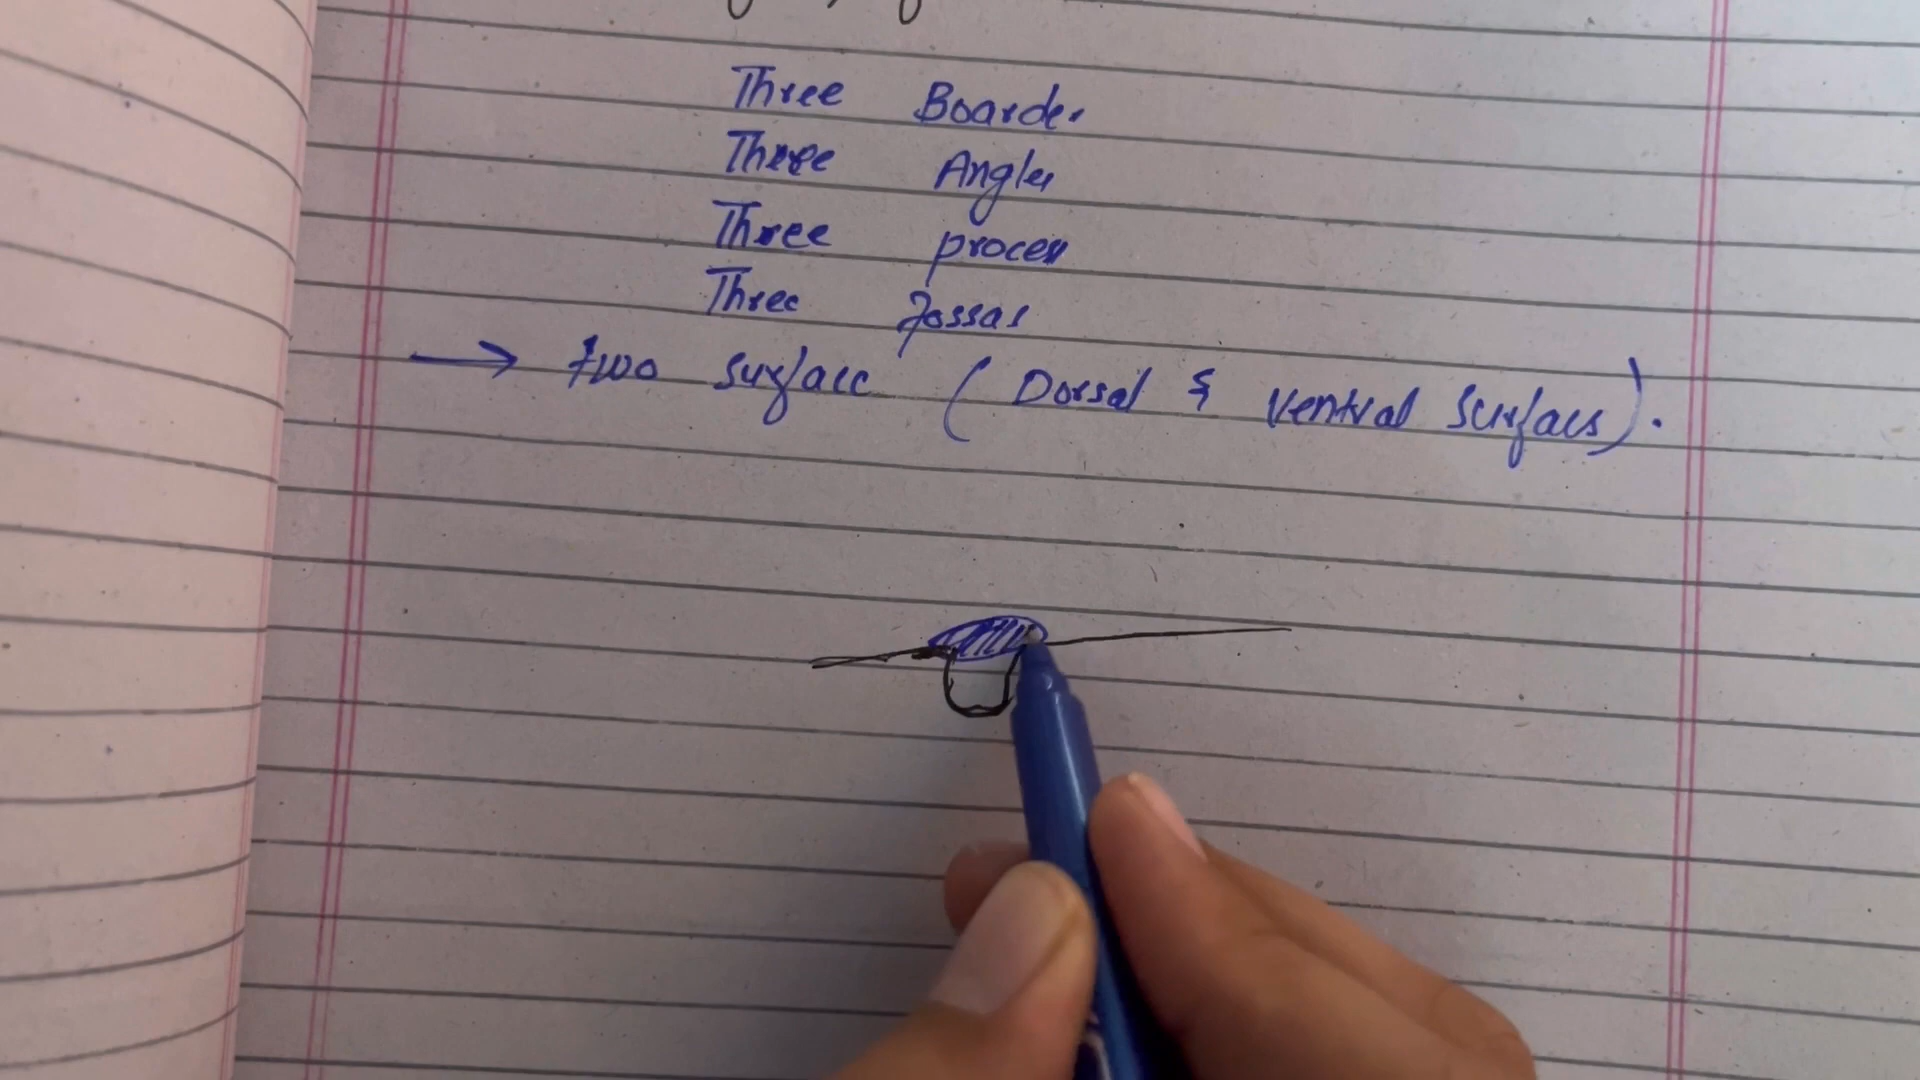 Three Boarder
Three Angles
Three process
Three fossas
→ two surface ( Dorsal & Ventral Surfaces ).